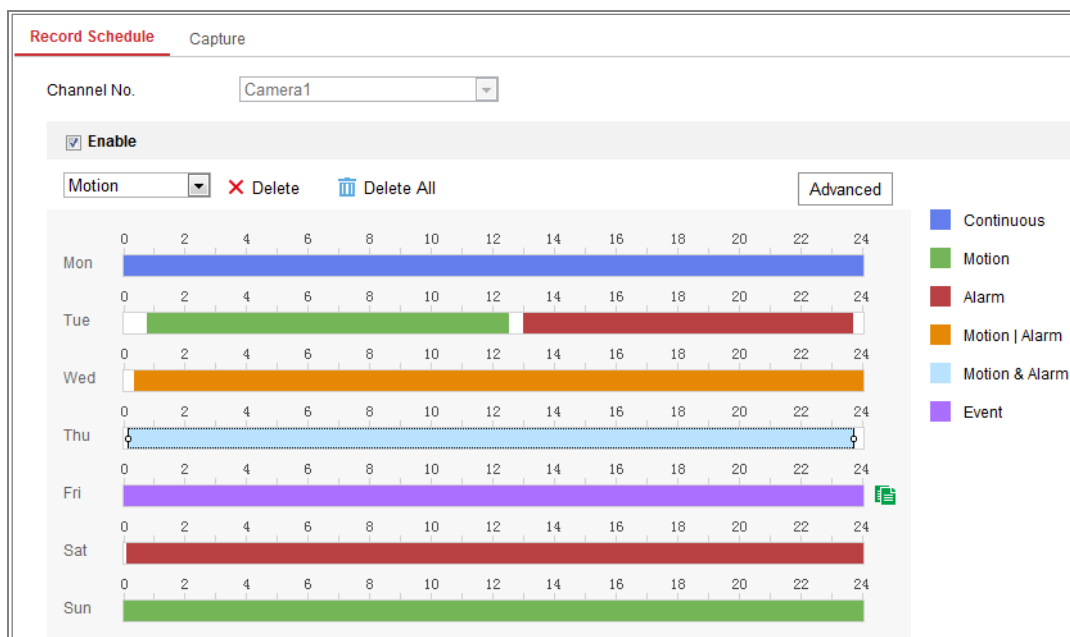 Record Schedule Capture
Channel No. Camera1
Enable
Motion Delete Delete All Advanced
0 2 4 6 8 10 12 14 16 18 20 22 24
Mon
0 2 4 6 8 10 12 14 16 18 20 22 24
Tue
0 2 4 6 8 10 12 14 16 18 20 22 24
Wed
0 2 4 6 8 10 12 14 16 18 20 22 24
Thu
0 2 4 6 8 10 12 14 16 18 20 22 24
Fri
0 2 4 6 8 10 12 14 16 18 20 22 24
Sat
0 2 4 6 8 10 12 14 16 18 20 22 24
Sun
Continuous
Motion
Alarm
Motion | Alarm
Motion & Alarm
Event